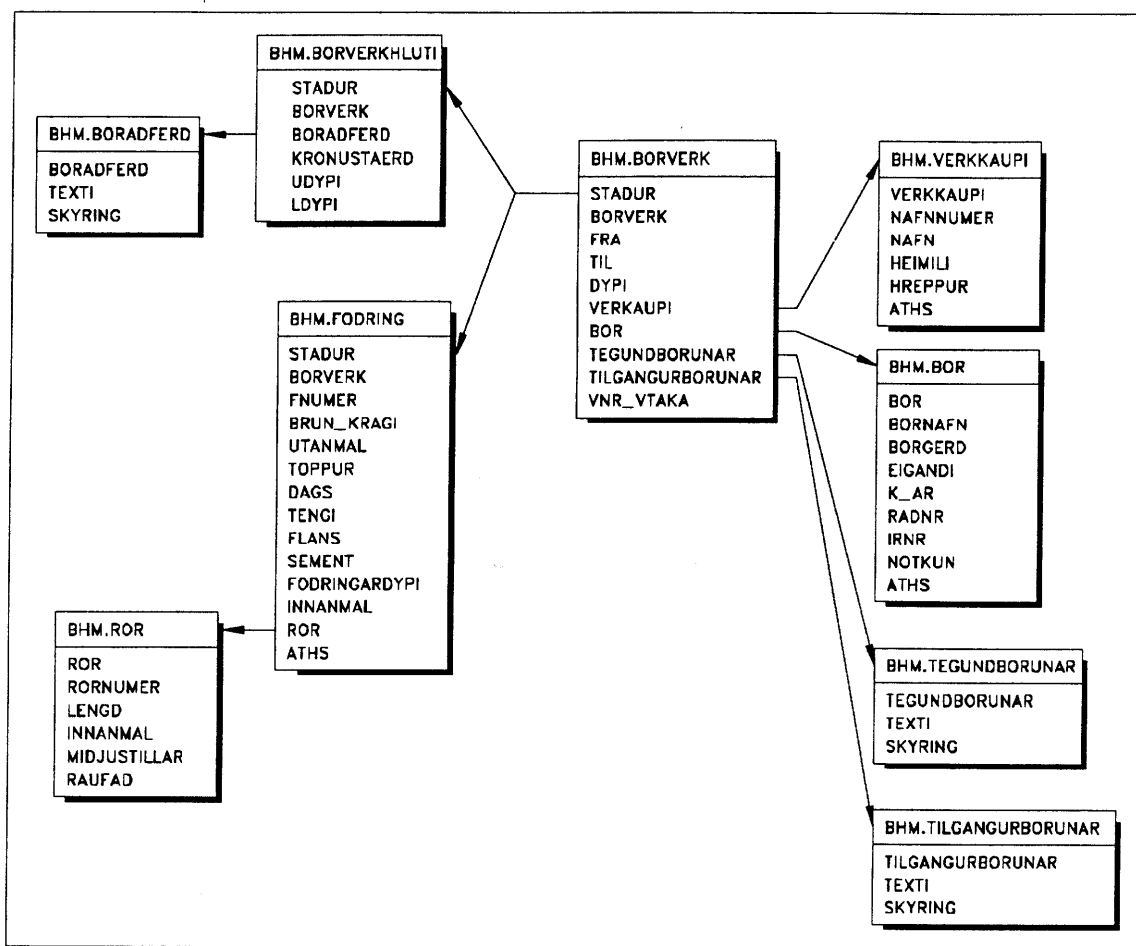 BHM.BORVERKHLUTI
STADUR
BORVERK
BORADFERD
KRONUSTAERD
UDYPI
LDYPI
BHM.BORADFERD
BORADFERD
TEXTI
SKYRING
BHM.FODRING
STADUR
BORVERK
FNUMER
BRUN_KRAGI
UTANMAL
TOPPUR
DAGS
TENGI
FLANS
SEMENT
FODRINGARDYPI
INNANMAL
ROR
ATHS
BHM.ROR
ROR
RORNUMER
LENGD
INNANMAL
MIDJUSTILLAR
RAUFAD
BHM.BORVERK
STADUR
BORVERK
FRA
TIL
DYPI
VERKAUPI
BOR
TEGUNDBORUNAR
TILGANGURBORUNAR
VNR_VTAKA
BHM.VERKKAUPI
VERKKAUPI
NAFNNUMER
NAFN
HEIMILI
HREPPUR
ATHS
BHM.BOR
BOR
BORNAFN
BORGERD
EIGANDI
K_AR
RADNR
IRNR
NOTKUN
ATHS
BHM.TEGUNDBORUNAR
TEGUNDBORUNAR
TEXTI
SKYRING
BHM.TILGANGURBORUNAR
TILGANGURBORUNAR
TEXTI
SKYRING